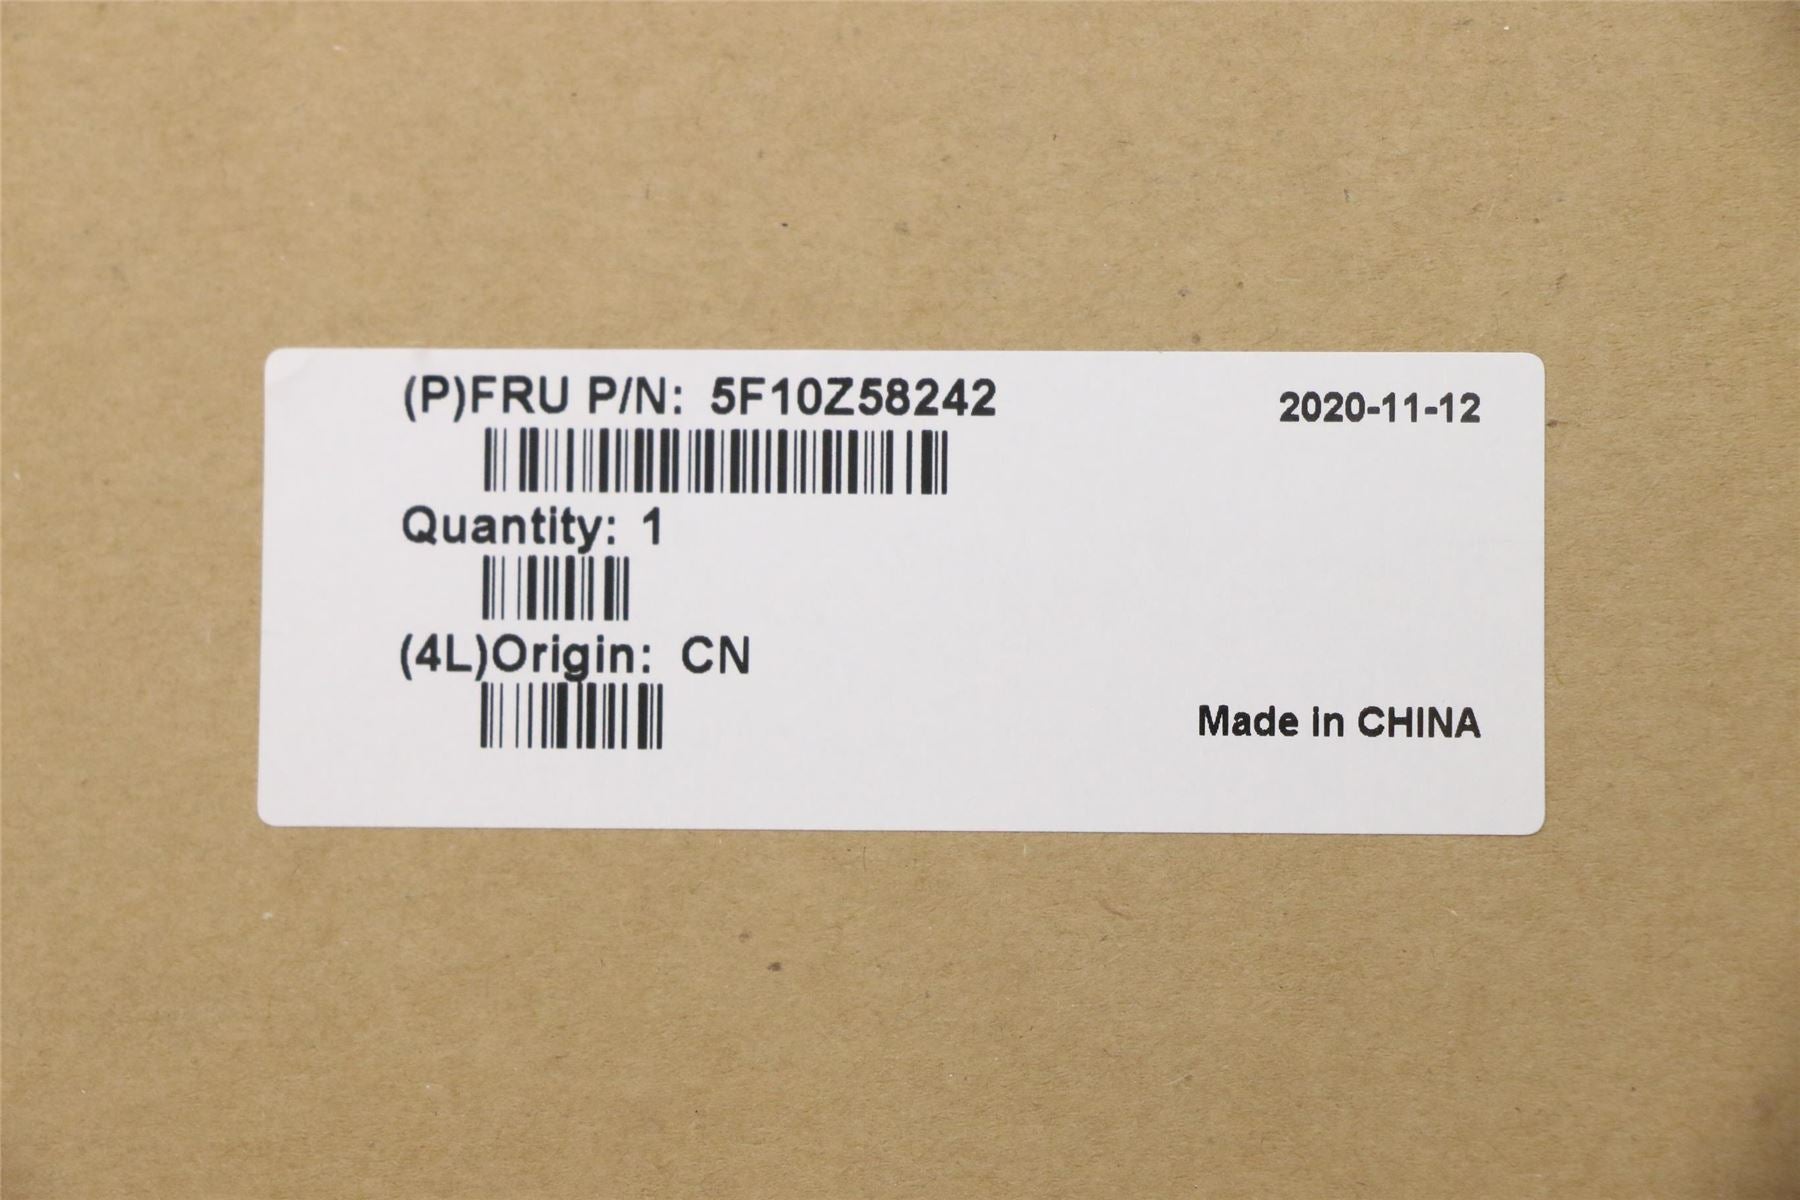 (P)FRU P/N: 5F10Z58242
2020-11-12
Quantity: 1
(4L)Origin: CN
Made in CHINA